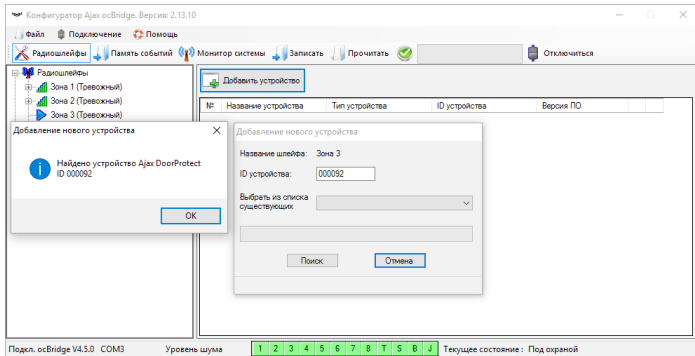 Конфигуратор Ajax ocBridge. Версия: 2.13.10
Файл Подключение Помощь
Радиошлейфы Память событий Монитор системы Записать Прочитать Отключиться
Радиошлейфы
Зона 1 (Тревожный)
Зона 2 (Тревожный)
Зона 3 (Тревожный)
Добавить устройство
№ Название устройства Тип устройства ID устройства Версия ПО
Добавление нового устройства
Найдено устройство Ajax DoorProtect
ID 000092
OK
Добавление нового устройства
Название шлейфа: Зона 3
ID устройства: 000092
Выбрать из списка
существующих
Поиск Отмена
Подкл. ocBridge V4.5.0 COM3 Уровень шума 1 2 3 4 5 6 7 8 T S B J Текущее состояние : Под охраной